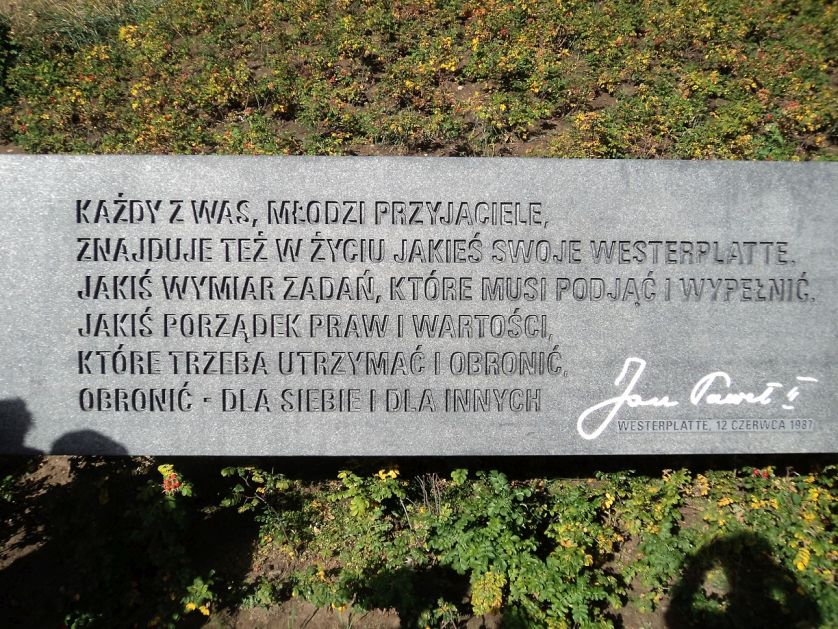 KAŻDY Z WAS, MŁODZI PRZYJACIELE,
ZNAJDUJE TEŻ W ŻYCIU JAKIEŚ SWOJE WESTERPLATTE.
JAKIŚ WYMIAR ZADAŃ, KTÓRE MUSI PODJĄĆ I WYPEŁNIĆ.
JAKIŚ PORZĄDEK PRAW I WARTOŚCI,
KTÓRE TRZEBA UTRZYMAĆ I OBRONIĆ,
OBRONIĆ - DLA SIEBIE I DLA INNYCH
Jan Paweł II
WESTERPLATTE, 12 CZERWCA 1987